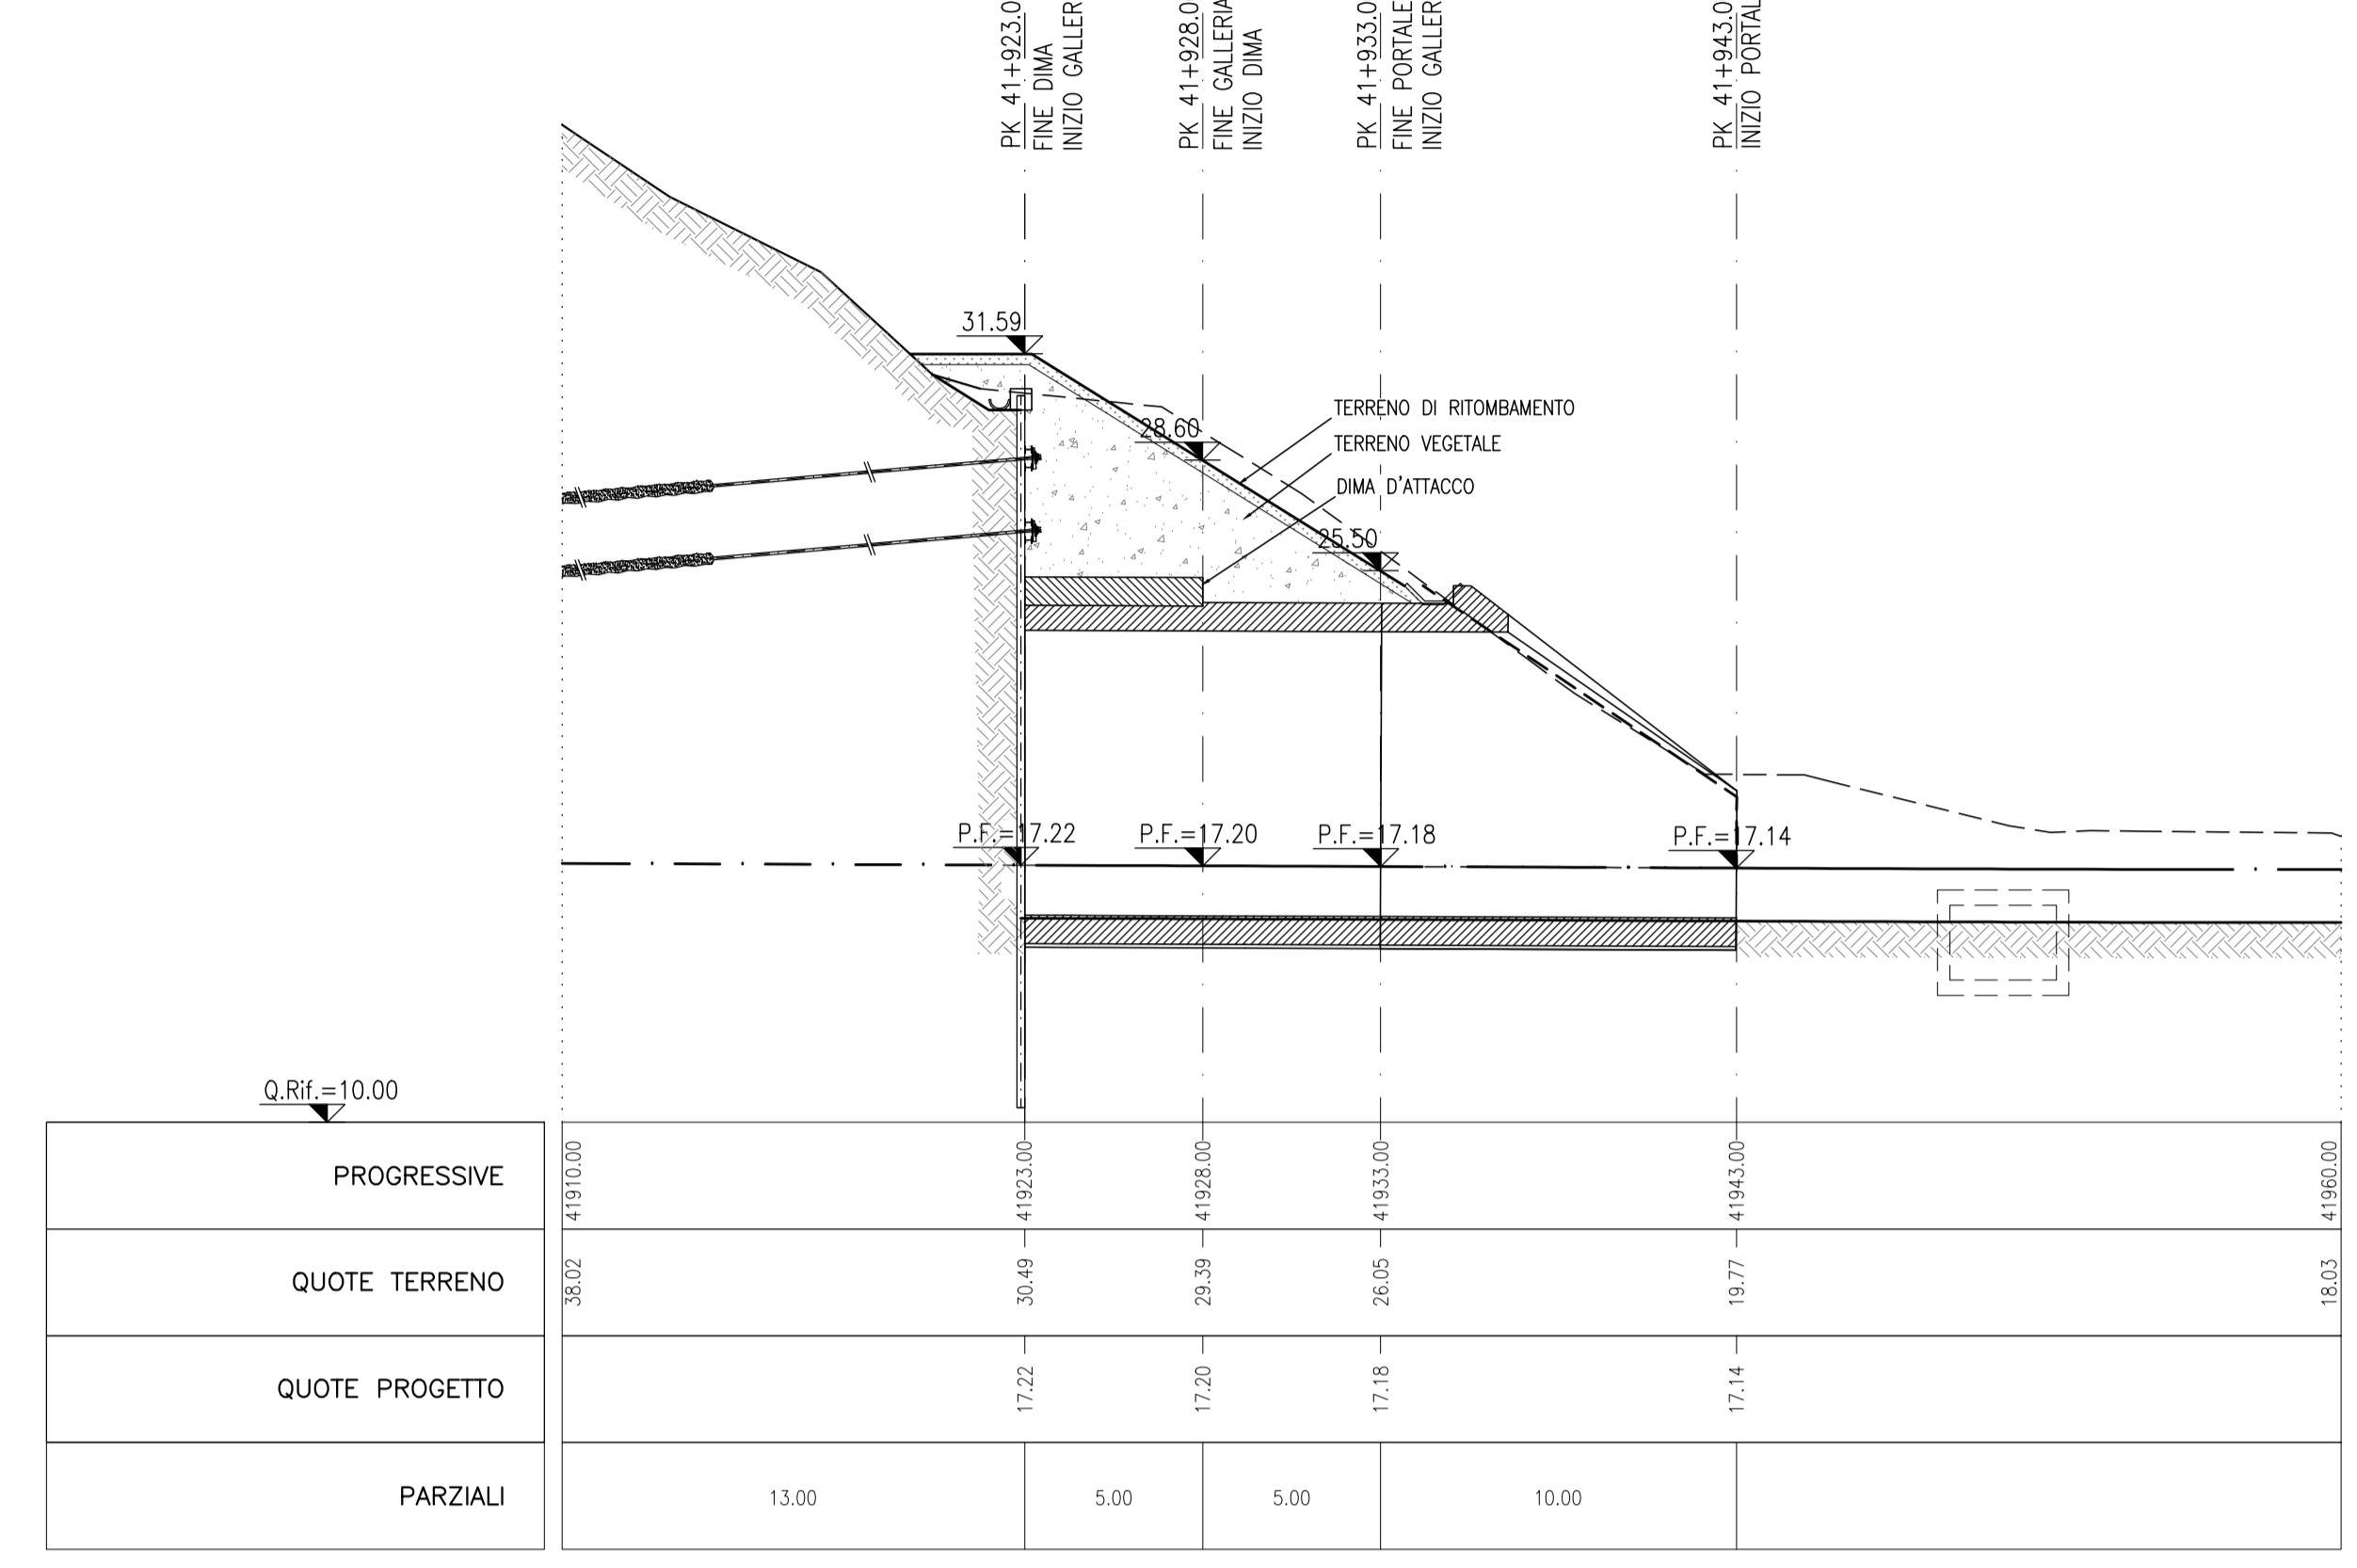 PK 41+923.0
FINE DIMA
INIZIO GALLER
PK 41+928.0
FINE GALLERIA
INIZIO DIMA
PK 41+933.0
FINE PORTALE
INIZIO GALLER
PK 41+943.0
INIZIO PORTAL
31.59
28.60
25.50
TERRENO DI RITOMBAMENTO
TERRENO VEGETALE
DIMA D'ATTACCO
P.F.=17.22
P.F.=17.20
P.F.=17.18
P.F.=17.14
Q.Rif.=10.00
PROGRESSIVE
41910.00
41923.00
41928.00
41933.00
41943.00
41960.00
QUOTE TERRENO
38.02
30.49
29.39
26.05
19.77
18.03
QUOTE PROGETTO
17.22
17.20
17.18
17.14
PARZIALI
13.00
5.00
5.00
10.00